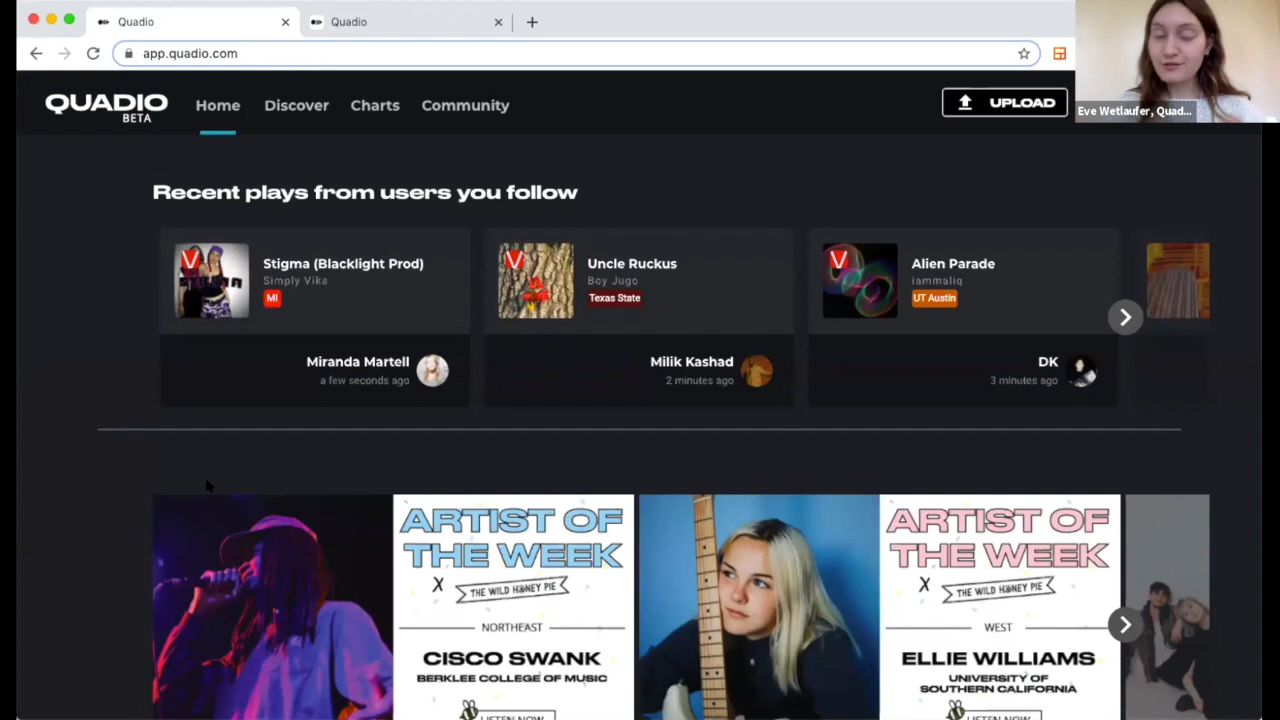 Quadio
Quadio
app.quadio.com
QUADIO
BETA
Home
Discover
Charts
Community
UPLOAD
Eve Wetlaufer, Quad...
Recent plays from users you follow
Stigma (Blacklight Prod)
Simply Vika
MI
Uncle Ruckus
Boy Jugo
Texas State
Alien Parade
iammaliq
UT Austin
Miranda Martell
a few seconds ago
Milik Kashad
2 minutes ago
DK
3 minutes ago
ARTIST OF
THE WEEK
X THE WILD HONEY PIE
NORTHEAST
CISCO SWANK
BERKLEE COLLEGE OF MUSIC
LISTEN NOW
ARTIST OF
THE WEEK
X THE WILD HONEY PIE
WEST
ELLIE WILLIAMS
UNIVERSITY OF
SOUTHERN CALIFORNIA
LISTEN NOW